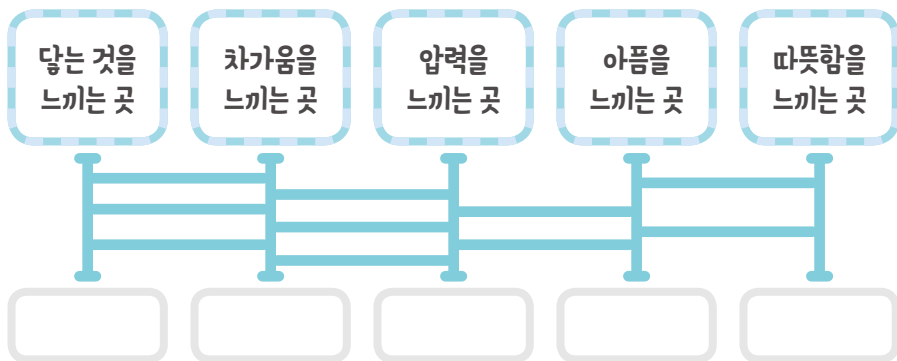 닿는 것을
느끼는 곳
차가움을
느끼는 곳
압력을
느끼는 곳
아픔을
느끼는 곳
따뜻함을
느끼는 곳